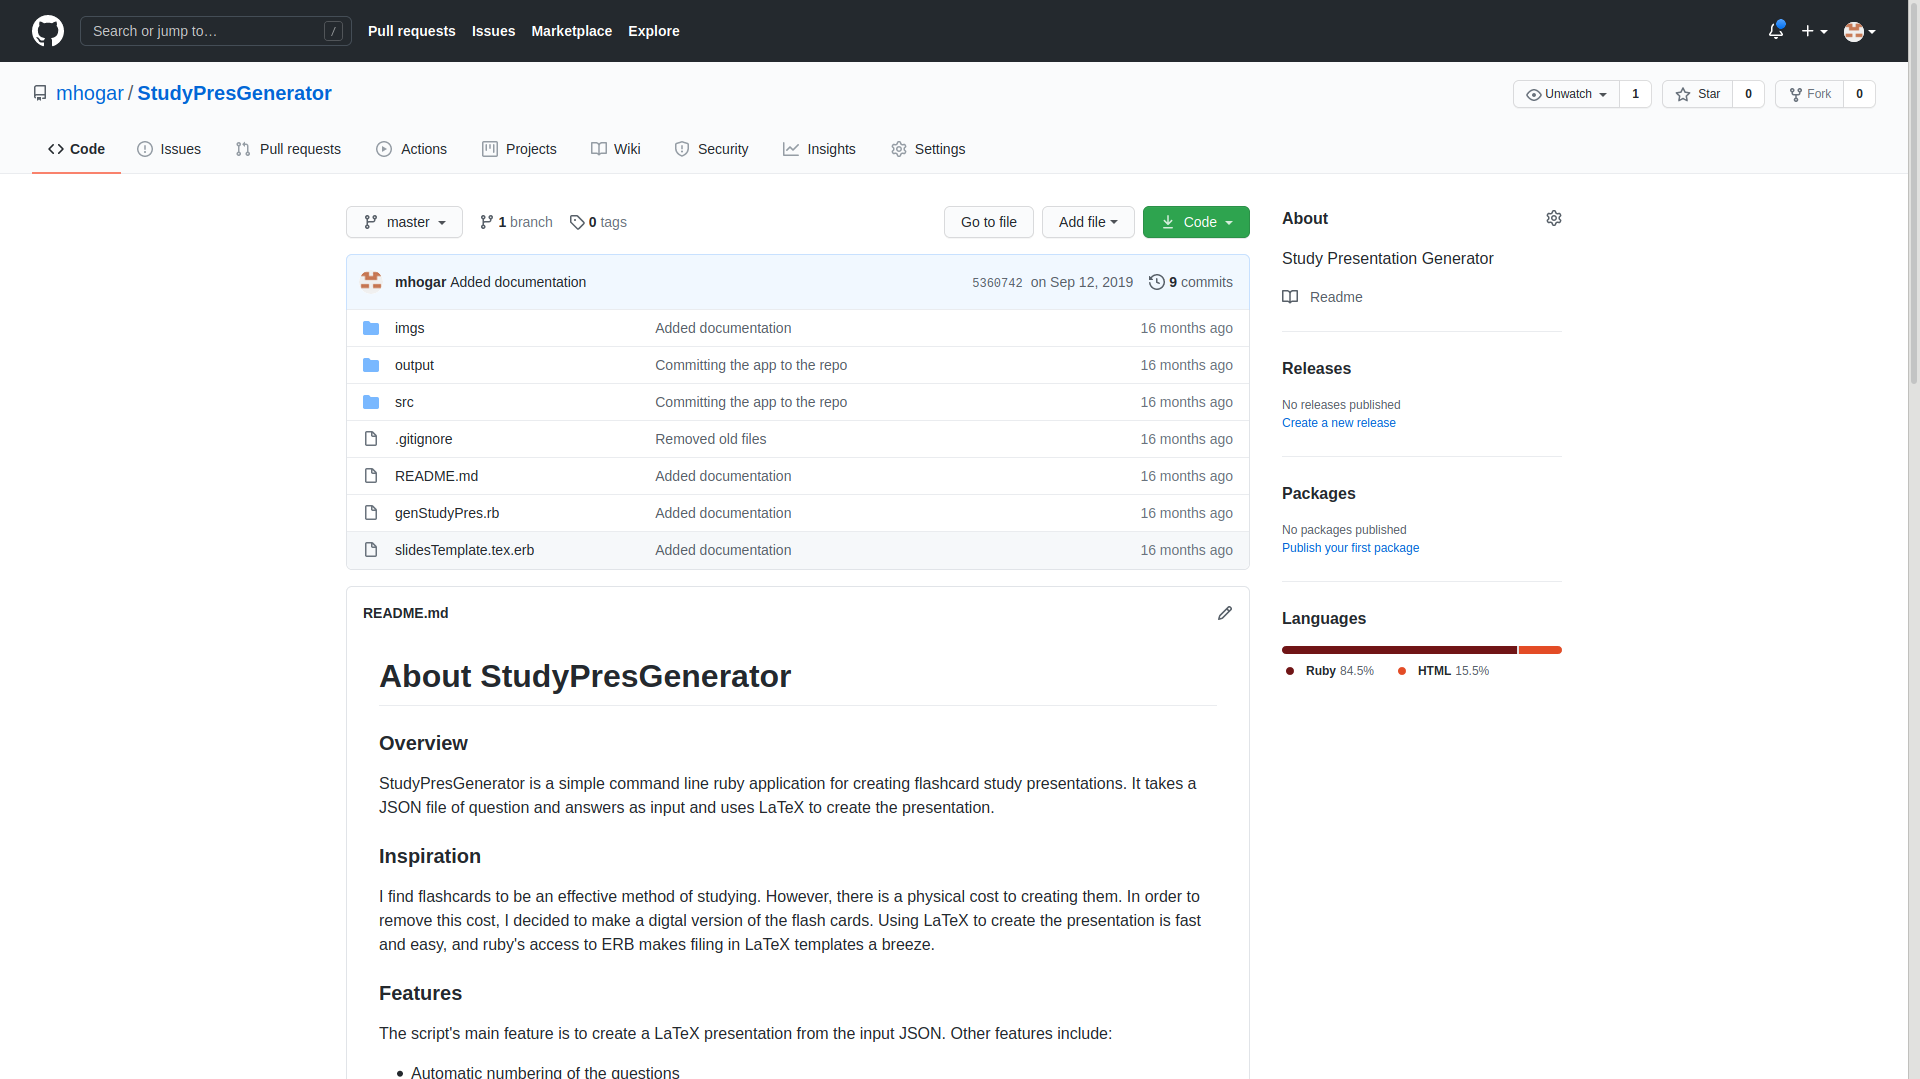 Search or jump to… /
Pull requests Issues Marketplace Explore
mhogar / StudyPresGenerator
Unwatch 1 Star 0 Fork 0
Code Issues Pull requests Actions Projects Wiki Security Insights Settings
master 1 branch 0 tags Go to file Add file Code
mhogar Added documentation 5360742 on Sep 12, 2019 9 commits
imgs Added documentation 16 months ago
output Committing the app to the repo 16 months ago
src Committing the app to the repo 16 months ago
.gitignore Removed old files 16 months ago
README.md Added documentation 16 months ago
genStudyPres.rb Added documentation 16 months ago
slidesTemplate.tex.erb Added documentation 16 months ago
README.md
About StudyPresGenerator
Overview
StudyPresGenerator is a simple command line ruby application for creating flashcard study presentations. It takes a
JSON file of question and answers as input and uses LaTeX to create the presentation.
Inspiration
I find flashcards to be an effective method of studying. However, there is a physical cost to creating them. In order to
remove this cost, I decided to make a digtal version of the flash cards. Using LaTeX to create the presentation is fast
and easy, and ruby's access to ERB makes filing in LaTeX templates a breeze.
Features
The script's main feature is to create a LaTeX presentation from the input JSON. Other features include:
Automatic numbering of the questions
About
Study Presentation Generator
Readme
Releases
No releases published
Create a new release
Packages
No packages published
Publish your first package
Languages
Ruby 84.5% HTML 15.5%